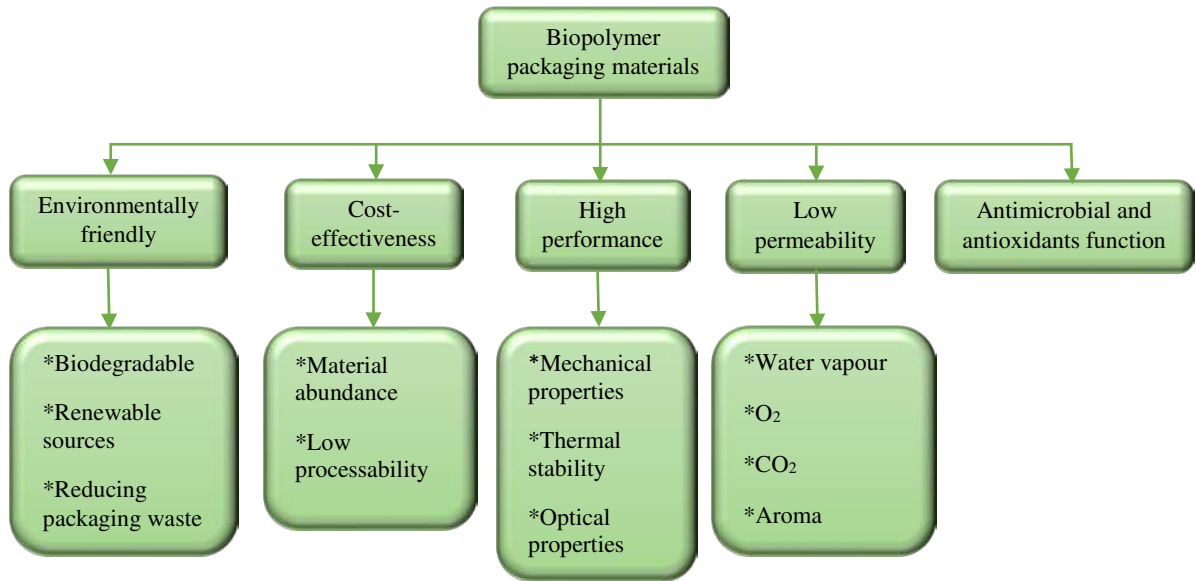 Biopolymer
packaging materials
Environmentally
friendly
Cost-
effectiveness
High
performance
Low
permeability
Antimicrobial and
antioxidants function
*Biodegradable
*Renewable
sources
*Reducing
packaging waste
*Material
abundance
*Low
processability
*Mechanical
properties
*Thermal
stability
*Optical
properties
*Water vapour
*O₂
*CO₂
*Aroma